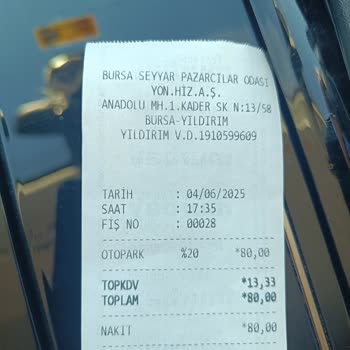 BURSA SEYYAR PAZARCILAR ODASI
YON.HİZ.A.Ş.
ANADOLU MH.1.KADER SK N:13/58
BURSA-YILDIRIM
YILDIRIM V.D.1910599609
TARİH : 04/06/2025
SAAT : 17:35
FİŞ NO : 00028
OTOPARK %20 *80,00
TOPKDV *13,33
TOPLAM *80,00
NAKİT *80,00